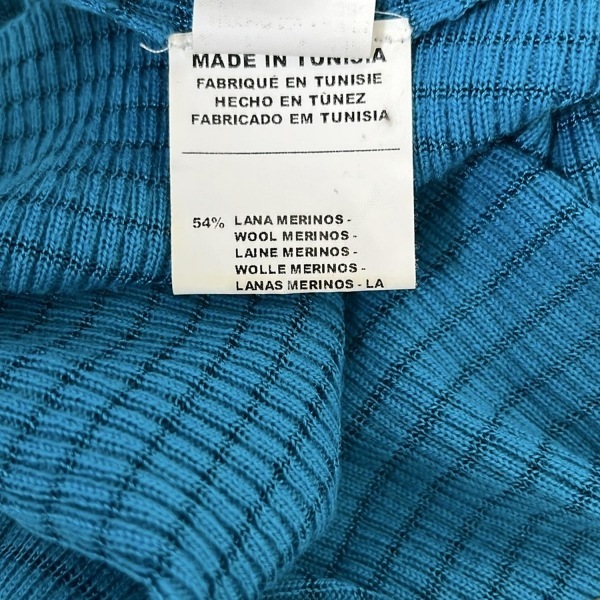 MADE IN TUNISIA
FABRIQUÉ EN TUNISIE
HECHO EN TÚNEZ
FABRICADO EM TUNISIA
54% LANA MERINOS -
WOOL MERINOS -
LAINE MERINOS -
WOLLE MERINOS -
LANAS MERINOS - LA